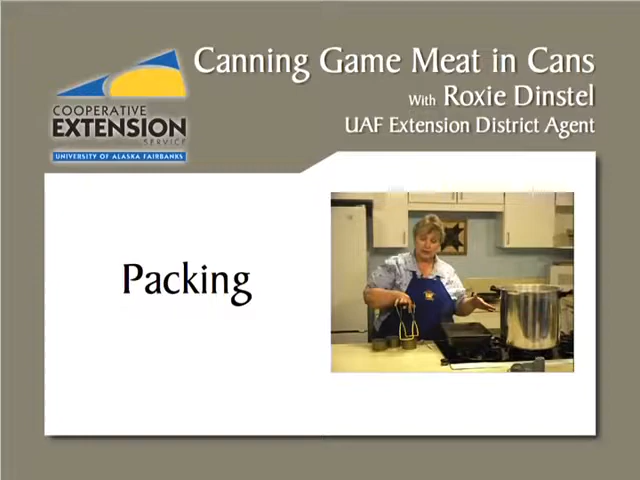 Canning Game Meat in Cans
With Roxie Dinstel
UAF Extension District Agent
COOPERATIVE
EXTENSION
SERVICE
UNIVERSITY OF ALASKA FAIRBANKS
Packing